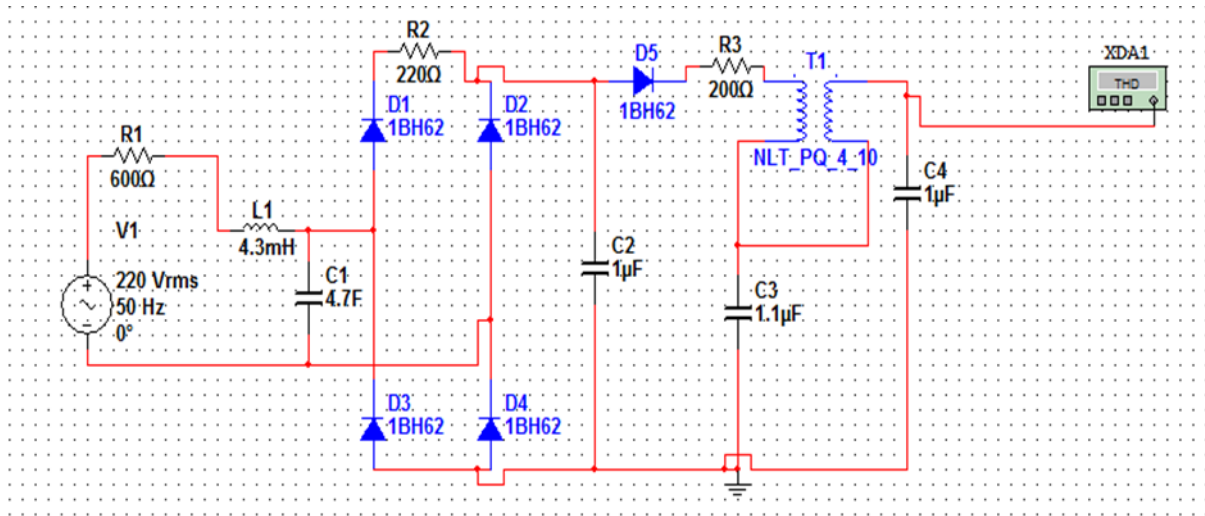 R2
220Ω
D1
1BH62
D2
1BH62
D5
1BH62
R3
200Ω
T1
NLT_PQ_4_10
XDA1
THD
R1
600Ω
L1
4.3mH
V1
220 Vrms
50 Hz
0°
C1
4.7F
C2
1µF
C3
1.1µF
C4
1µF
D3
1BH62
D4
1BH62